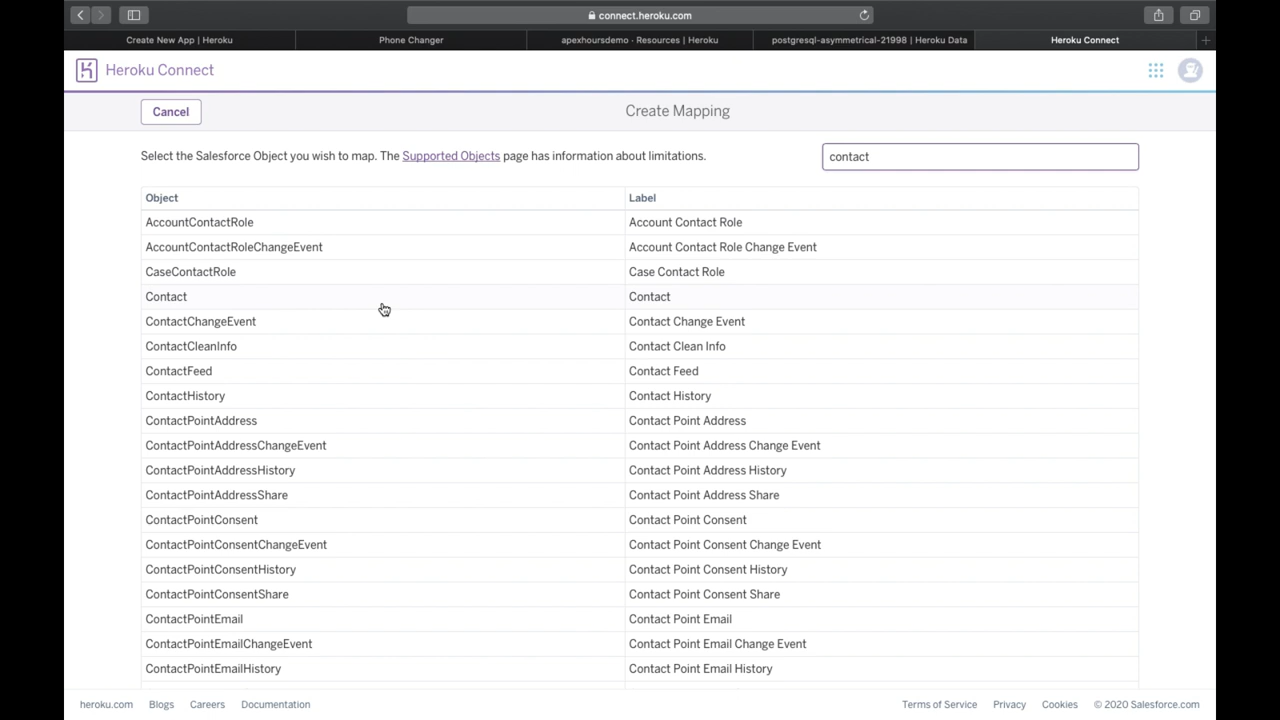 connect.heroku.com
Create New App | Heroku
Phone Changer
apexhoursdemo · Resources | Heroku
postgresql-asymmetrical-21998 | Heroku Data
Heroku Connect
Heroku Connect
Cancel
Create Mapping
Select the Salesforce Object you wish to map. The Supported Objects page has information about limitations.
contact
Object Label
AccountContactRole Account Contact Role
AccountContactRoleChangeEvent Account Contact Role Change Event
CaseContactRole Case Contact Role
Contact Contact
ContactChangeEvent Contact Change Event
ContactCleanInfo Contact Clean Info
ContactFeed Contact Feed
ContactHistory Contact History
ContactPointAddress Contact Point Address
ContactPointAddressChangeEvent Contact Point Address Change Event
ContactPointAddressHistory Contact Point Address History
ContactPointAddressShare Contact Point Address Share
ContactPointConsent Contact Point Consent
ContactPointConsentChangeEvent Contact Point Consent Change Event
ContactPointConsentHistory Contact Point Consent History
ContactPointConsentShare Contact Point Consent Share
ContactPointEmail Contact Point Email
ContactPointEmailChangeEvent Contact Point Email Change Event
ContactPointEmailHistory Contact Point Email History
heroku.com Blogs Careers Documentation Terms of Service Privacy Cookies © 2020 Salesforce.com